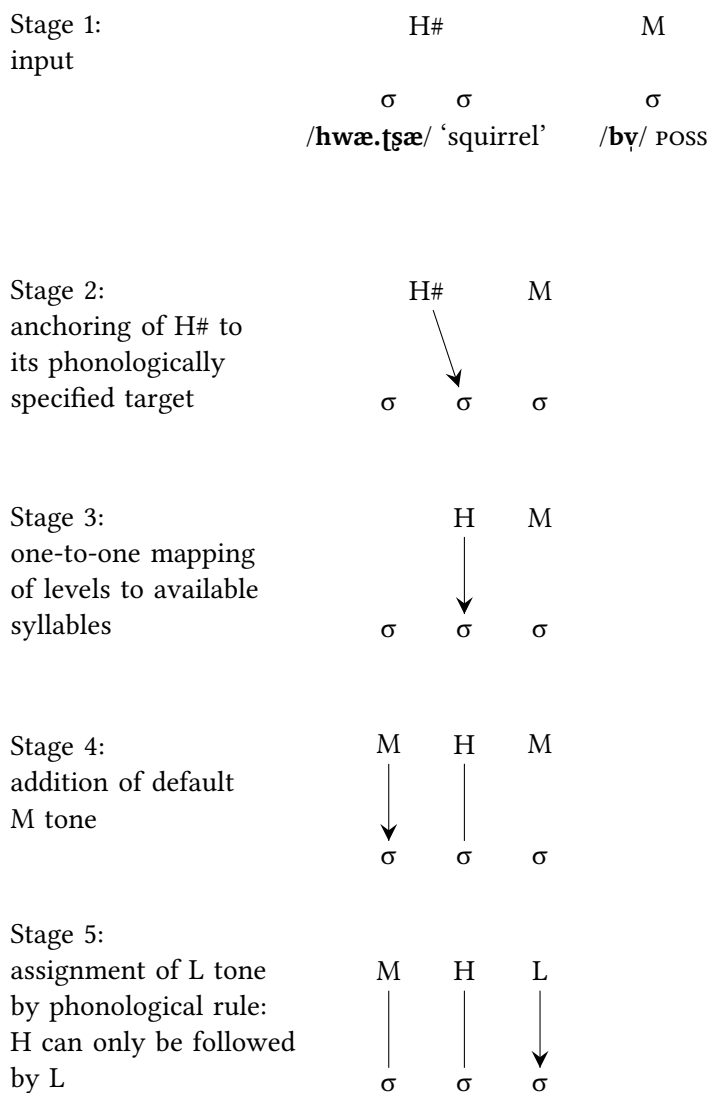 Stage 1: H# M
input
σ σ σ
/hwæ.ʈʂæ/ ‘squirrel’ /bv̩/ POSS
Stage 2: H# M
anchoring of H# to
its phonologically
specified target σ σ σ
Stage 3: H M
one-to-one mapping
of levels to available
syllables σ σ σ
Stage 4: M H M
addition of default
M tone
σ σ σ
Stage 5:
assignment of L tone M H L
by phonological rule:
H can only be followed
by L σ σ σ